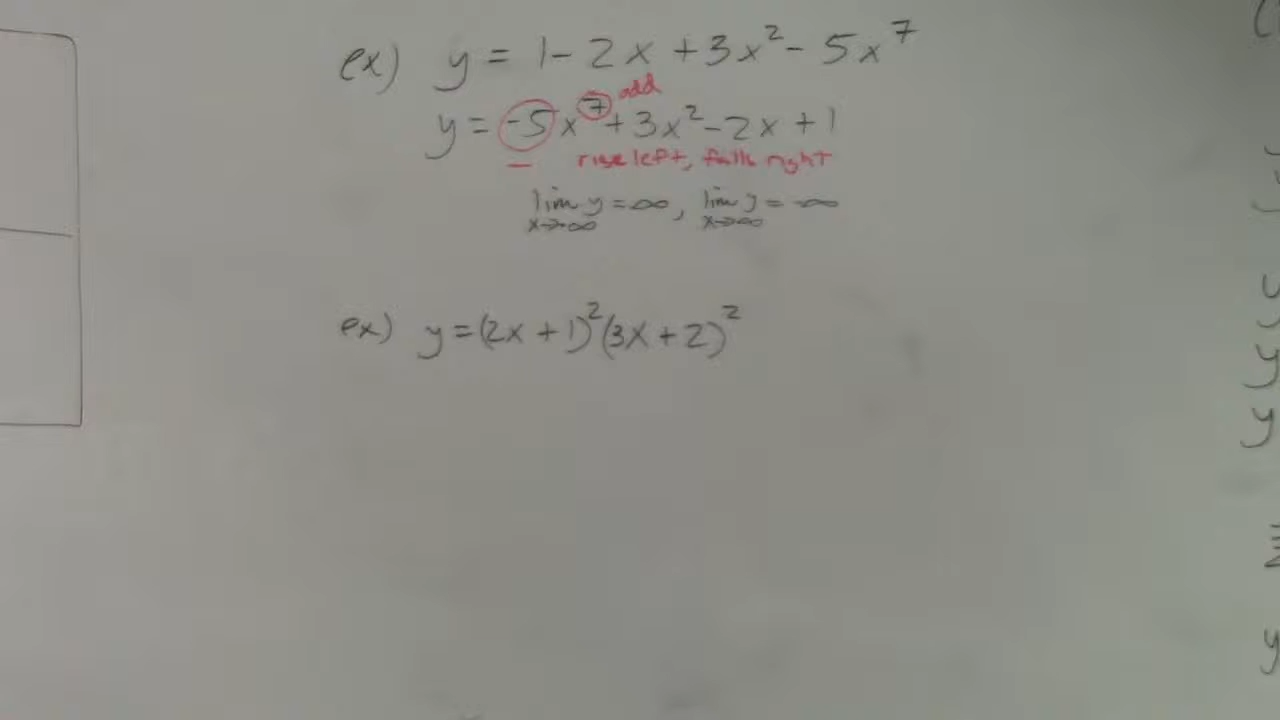 ex) y = 1 - 2x + 3x² - 5x⁷
add
y = -5x⁷ + 3x² - 2x + 1
— rise left, falls right
lim y = ∞, lim y = -∞
x→-∞ x→∞
ex) y = (2x + 1)²(3x + 2)²
y
y
y
y